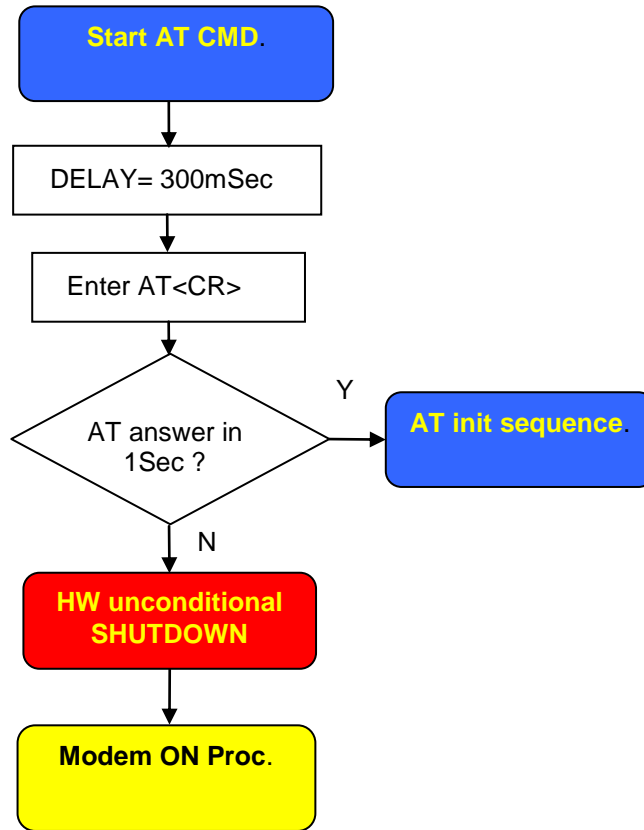 Start AT CMD.
DELAY= 300mSec
Enter AT<CR>
AT answer in
1Sec ?
Y
AT init sequence.
N
HW unconditional
SHUTDOWN
Modem ON Proc.